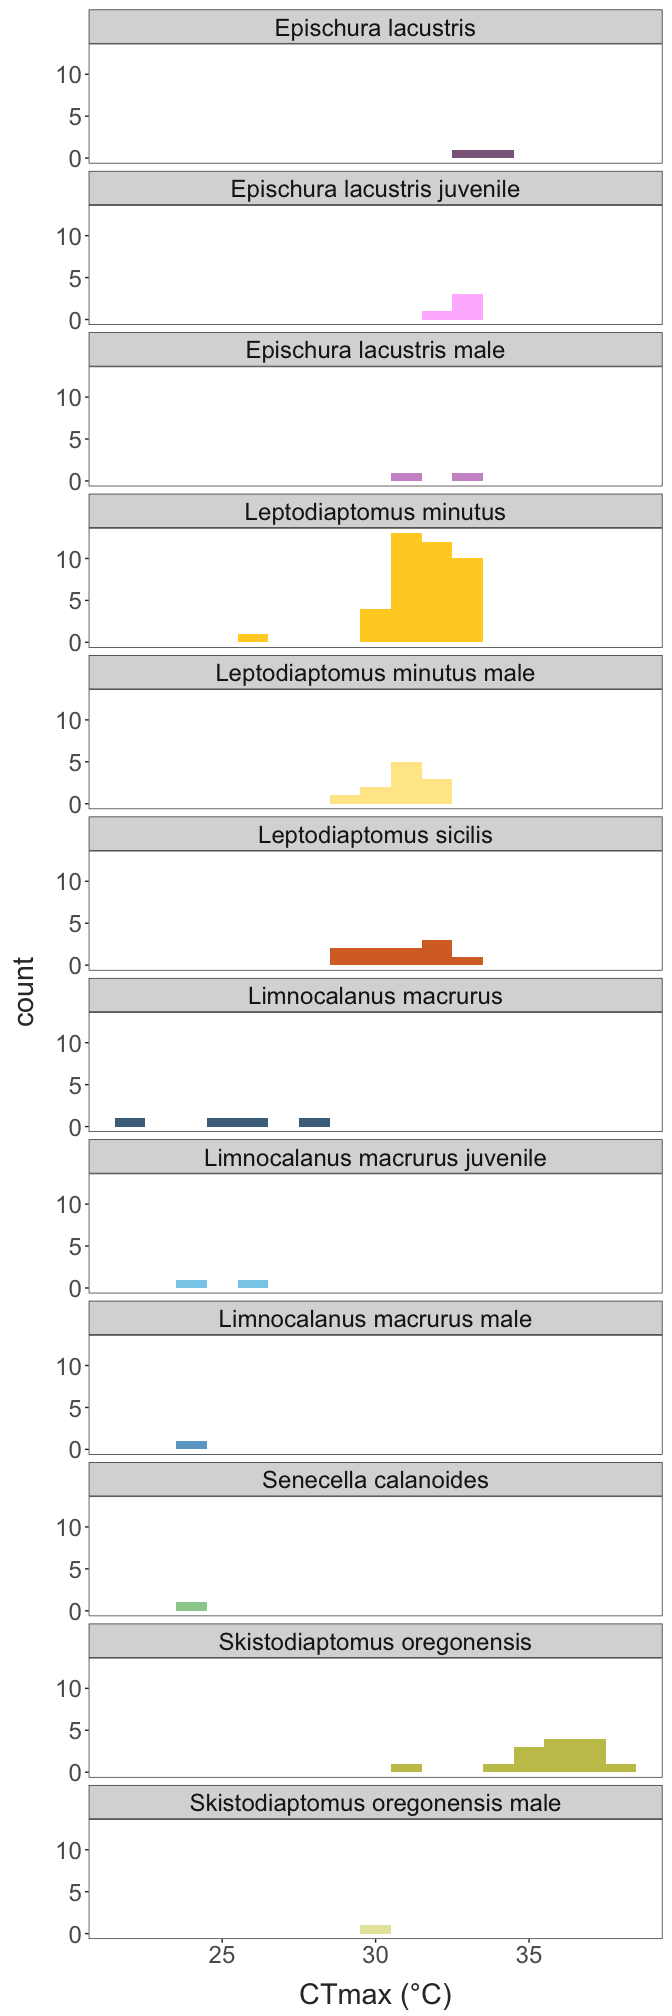 Epischura lacustris
10
5
0
Epischura lacustris juvenile
10
5
0
Epischura lacustris male
10
5
0
Leptodiaptomus minutus
10
5
0
Leptodiaptomus minutus male
10
5
0
Leptodiaptomus sicilis
10
5
0
count
Limnocalanus macrurus
10
5
0
Limnocalanus macrurus juvenile
10
5
0
Limnocalanus macrurus male
10
5
0
Senecella calanoides
10
5
0
Skistodiaptomus oregonensis
10
5
0
Skistodiaptomus oregonensis male
10
5
0
25 30 35
CTmax (°C)